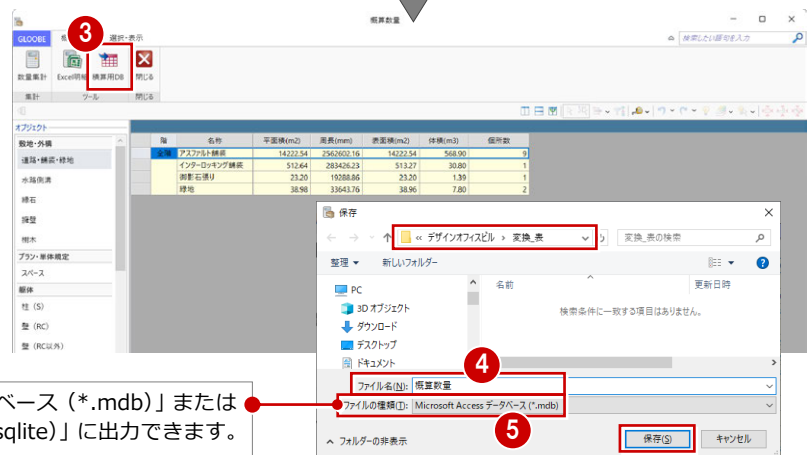 概算数量
GLOOBE
選択・表示
検索したい語句を入力
3
数量集計
Excel明細
積算用DB
閉じる
集計
ツール
閉じる
オブジェクト
敷地・外構
道路・舗装・緑地
水路側溝
縁石
擁壁
樹木
プラン・単体規定
スペース
躯体
柱（S）
壁（RC）
壁（RC以外）
階 名称 平面積(m2) 周長(mm) 表面積(m2) 体積(m3) 個所数
全階 アスファルト舗装 14222.54 2562602.16 14222.54 568.90 9
インターロッキング舗装 512.64 283426.23 513.27 30.80 1
御影石張り 23.20 19288.86 23.20 1.39 1
緑地 38.98 33643.76 38.96 7.80 2
保存
« デザインオフィスビル › 変換_表
変換_表の検索
整理
新しいフォルダー
PC
3D オブジェクト
ダウンロード
デスクトップ
ドキュメント
名前
更新日時
検索条件に一致する項目はありません。
4
ファイル名(N): 概算数量
ファイルの種類(T): Microsoft Access データベース (*.mdb)
5
フォルダーの非表示
保存(S)
キャンセル
ベース（*.mdb）」または
sqlite）」に出力できます。